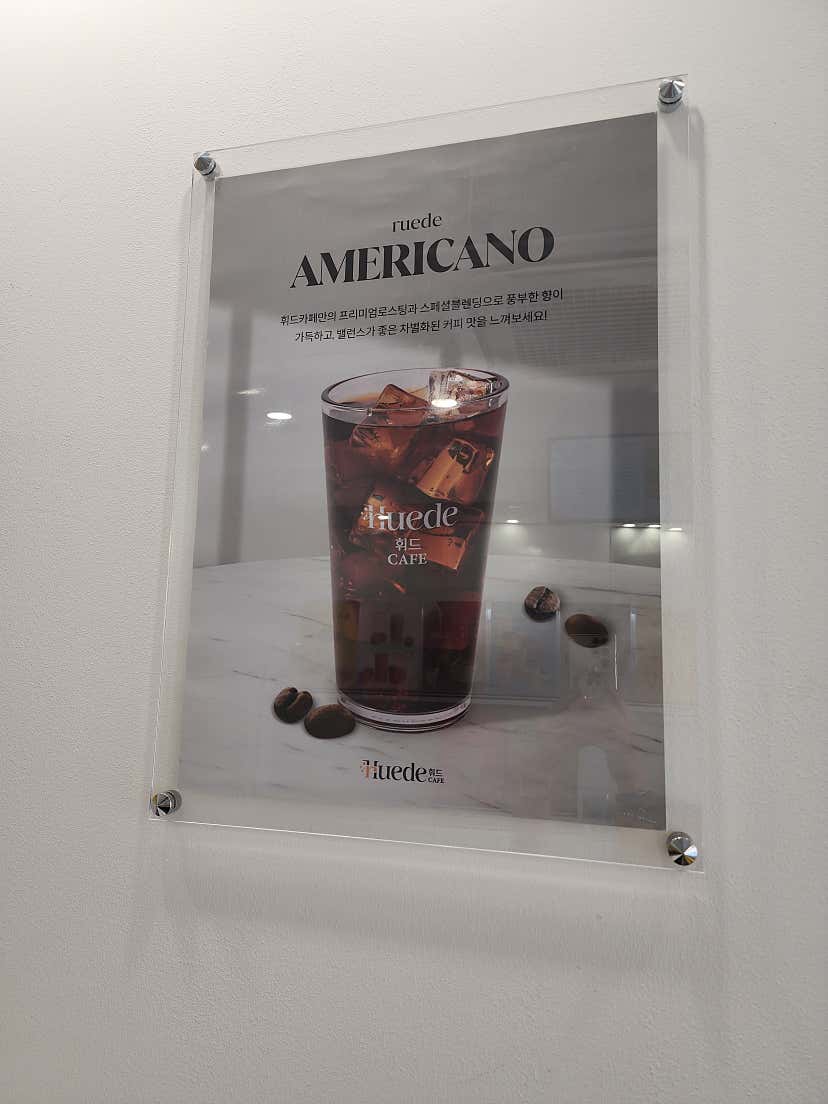 ruede
AMERICANO
휘드카페만의 프리미엄로스팅과 스페셜블렌딩으로 풍부한 향이
가득하고, 밸런스가 좋은 차별화된 커피 맛을 느껴보세요!
Huede
휘드
CAFE
Huede 휘드
CAFE